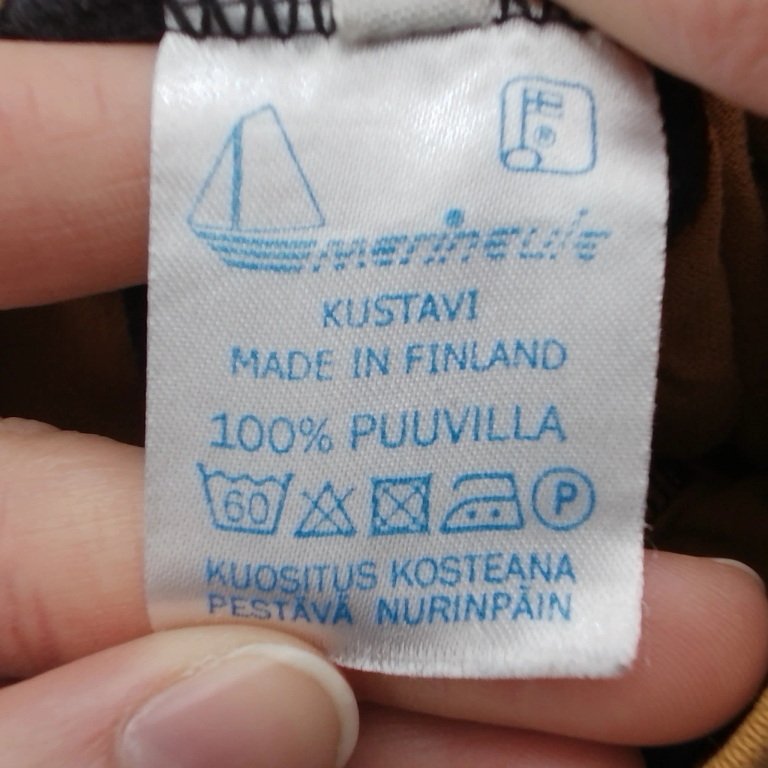 KUSTAVI
MADE IN FINLAND
100% PUUVILLA
60 P
KUOSITUS KOSTEANA
PESTÄVÄ NURINPÄIN